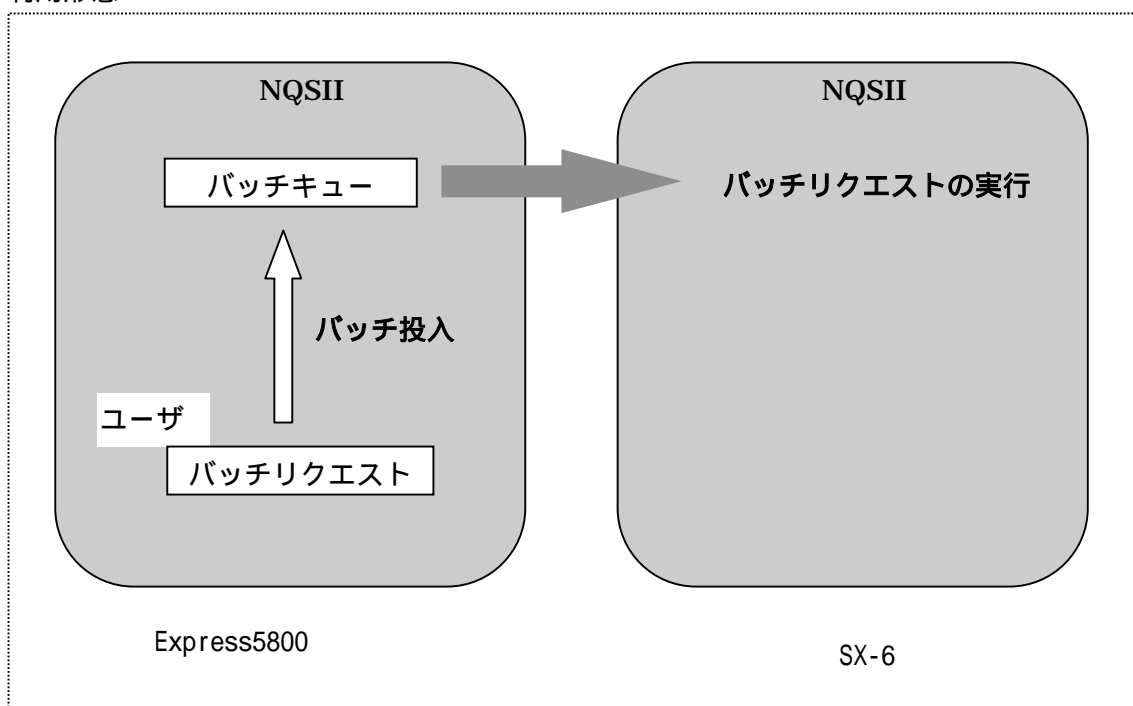 NQSII
バッチキュー
バッチ投入
ユーザ
バッチリクエスト
Express5800
NQSII
バッチリクエストの実行
SX-6